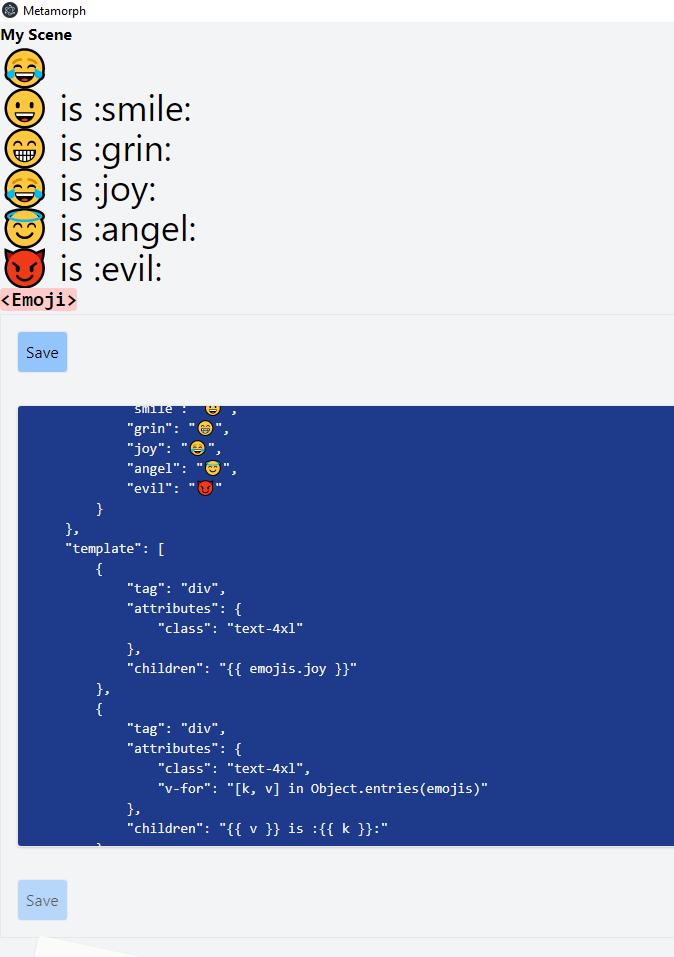 Metamorph
My Scene
😂
😀 is :smile:
😁 is :grin:
😂 is :joy:
😇 is :angel:
😈 is :evil:
<Emoji>
Save
"smile": "😀",
"grin": "😁",
"joy": "😂",
"angel": "😇",
"evil": "😈"
}
},
"template": [
{
"tag": "div",
"attributes": {
"class": "text-4xl"
},
"children": "{{ emojis.joy }}"
},
{
"tag": "div",
"attributes": {
"class": "text-4xl",
"v-for": "[k, v] in Object.entries(emojis)"
},
"children": "{{ v }} is :{{ k }}:"
}
Save